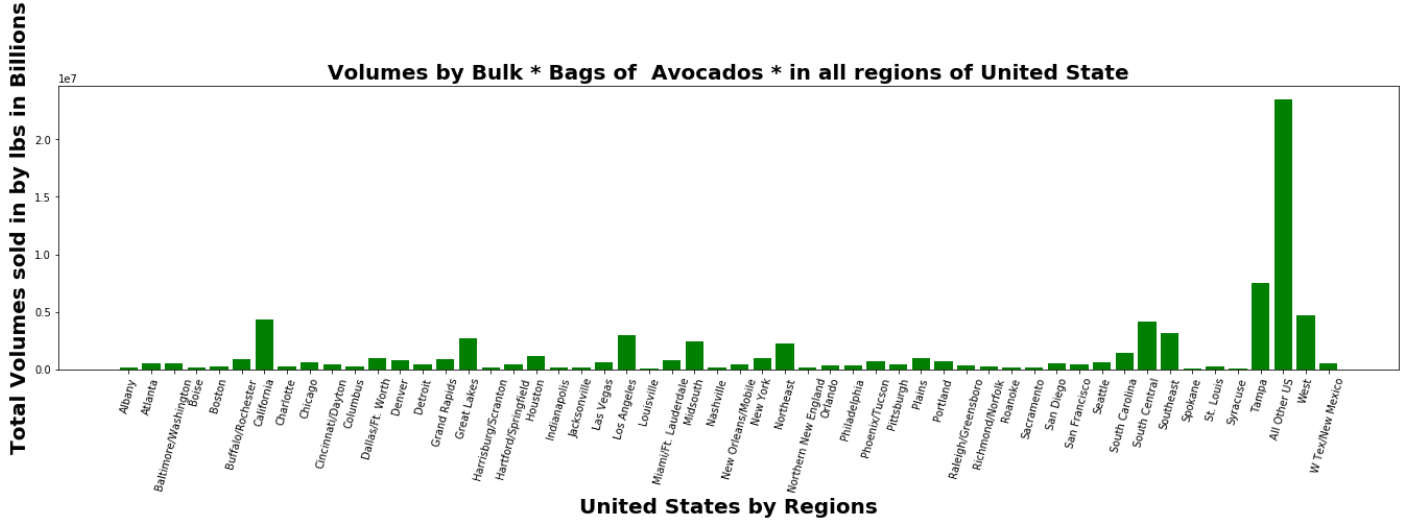 Volumes by Bulk * Bags of  Avocados * in all regions of United State
Total Volumes sold in by lbs in Billions
1e7
2.0
1.5
1.0
0.5
0.0
Albany
Atlanta
Baltimore/Washington
Boise
Boston
Buffalo/Rochester
California
Charlotte
Chicago
Cincinnati/Dayton
Columbus
Dallas/Ft. Worth
Denver
Detroit
Grand Rapids
Great Lakes
Harrisburg/Scranton
Hartford/Springfield
Houston
Indianapolis
Jacksonville
Las Vegas
Los Angeles
Louisville
Miami/Ft. Lauderdale
Midsouth
Nashville
New Orleans/Mobile
New York
Northeast
Northern New England
Orlando
Philadelphia
Phoenix/Tucson
Pittsburgh
Plains
Portland
Raleigh/Greensboro
Richmond/Norfolk
Roanoke
Sacramento
San Diego
San Francisco
Seattle
South Carolina
South Central
Southeast
Spokane
St. Louis
Syracuse
Tampa
All Other US
West
W Tex/New Mexico
United States by Regions